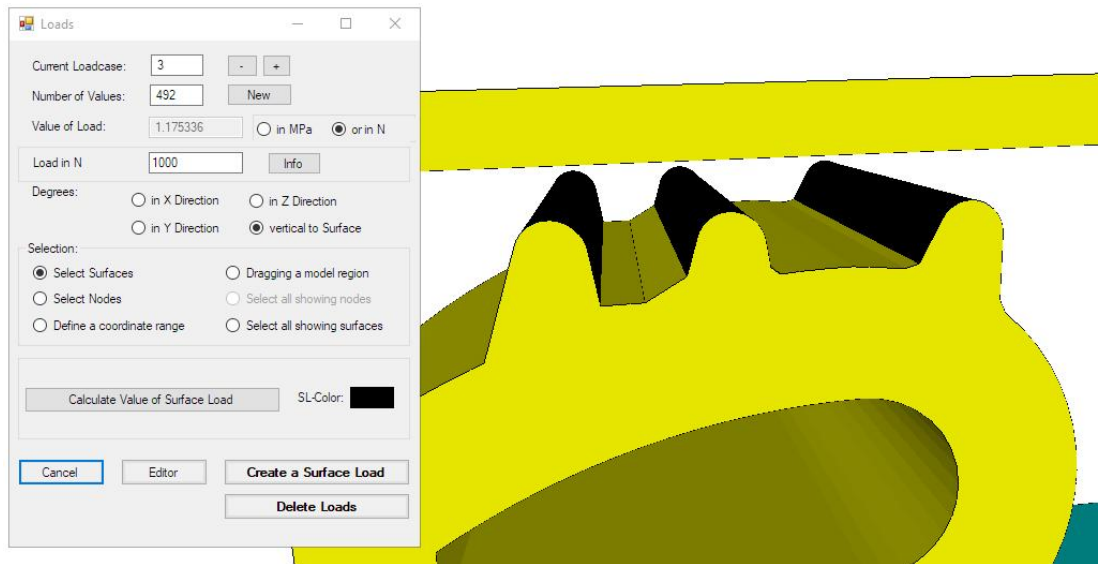 Loads
Current Loadcase: 3 - +
Number of Values: 492 New
Value of Load: 1.175336 in MPa or in N
Load in N 1000 Info
Degrees: in X Direction in Z Direction
in Y Direction vertical to Surface
Selection:
Select Surfaces Dragging a model region
Select Nodes Select all showing nodes
Define a coordinate range Select all showing surfaces
Calculate Value of Surface Load SL-Color:
Cancel Editor Create a Surface Load
Delete Loads